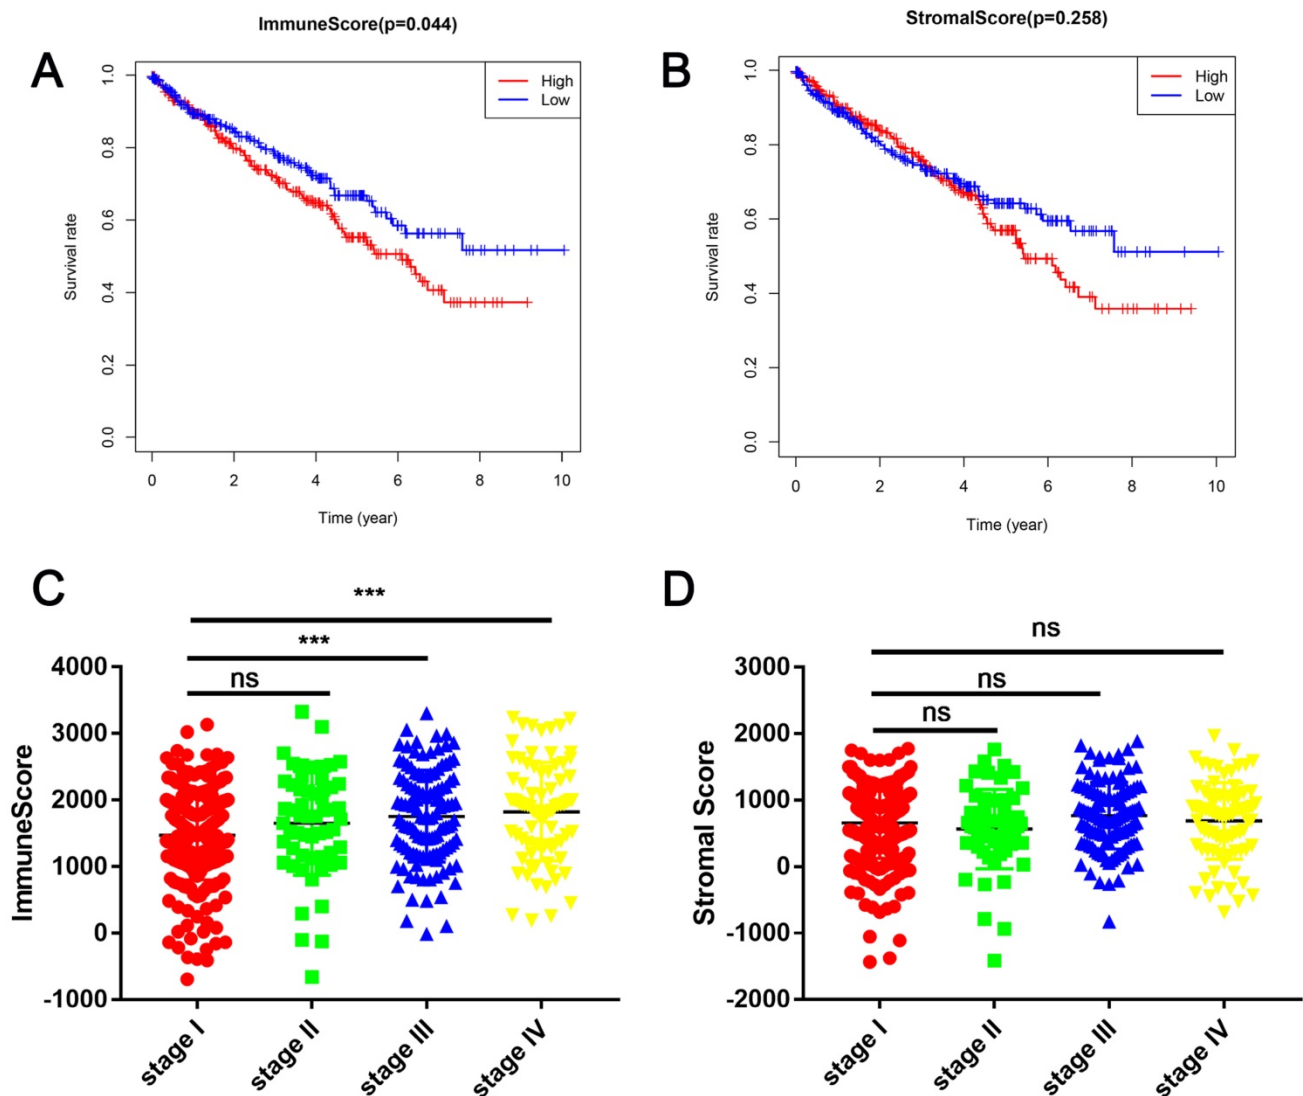 ImmuneScore(p=0.044)
A
High
Low
1.0
0.8
0.6
0.4
0.2
0.0
Survival rate
0 2 4 6 8 10
Time (year)
StromalScore(p=0.258)
B
High
Low
1.0
0.8
0.6
0.4
0.2
0.0
Survival rate
0 2 4 6 8 10
Time (year)
C
***
***
ns
4000
3000
2000
1000
0
-1000
ImmuneScore
stage I stage II stage III stage IV
D
ns
ns
ns
3000
2000
1000
0
-1000
-2000
Stromal Score
stage I stage II stage III stage IV